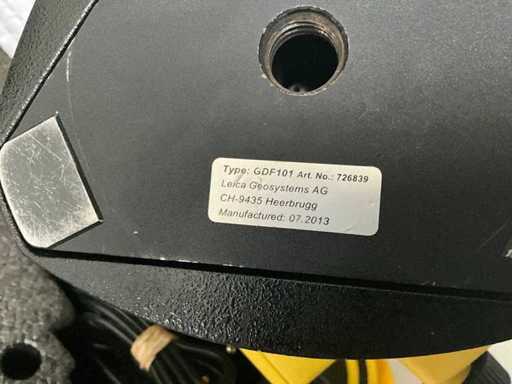 Type: GDF101 Art. No.: 726839
Leica Geosystems AG
CH-9435 Heerbrugg
Manufactured: 07.2013